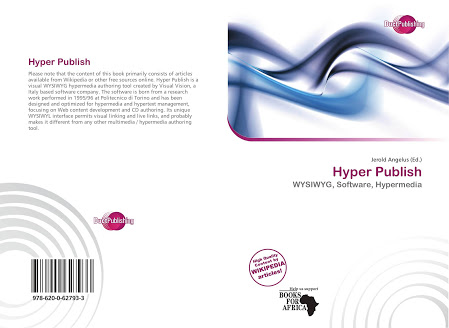 Hyper Publish
Please note that the content of this book primarily consists of articles
available from Wikipedia or other free sources online. Hyper Publish is a
visual WYSIWYG hypermedia authoring tool created by Visual Vision, a
Italy based software company. The software is born from a research
work performed in 1995/96 at Politecnico di Torino and has been
designed and optimized for hypermedia and hypertext management,
focusing on Web content development and CD authoring. Its unique
WYSIWYL interface permits visual linking and live links, and probably
makes it different from any other multimedia / hypermedia authoring
tool.
DuctPublishing
978-620-0-62793-3
DuctPublishing
Jerold Angelus (Ed.)
Hyper Publish
WYSIWYG, Software, Hypermedia
High Quality
Content by
WIKIPEDIA
articles!
Help us support
BOOKS
FOR
AFRICA